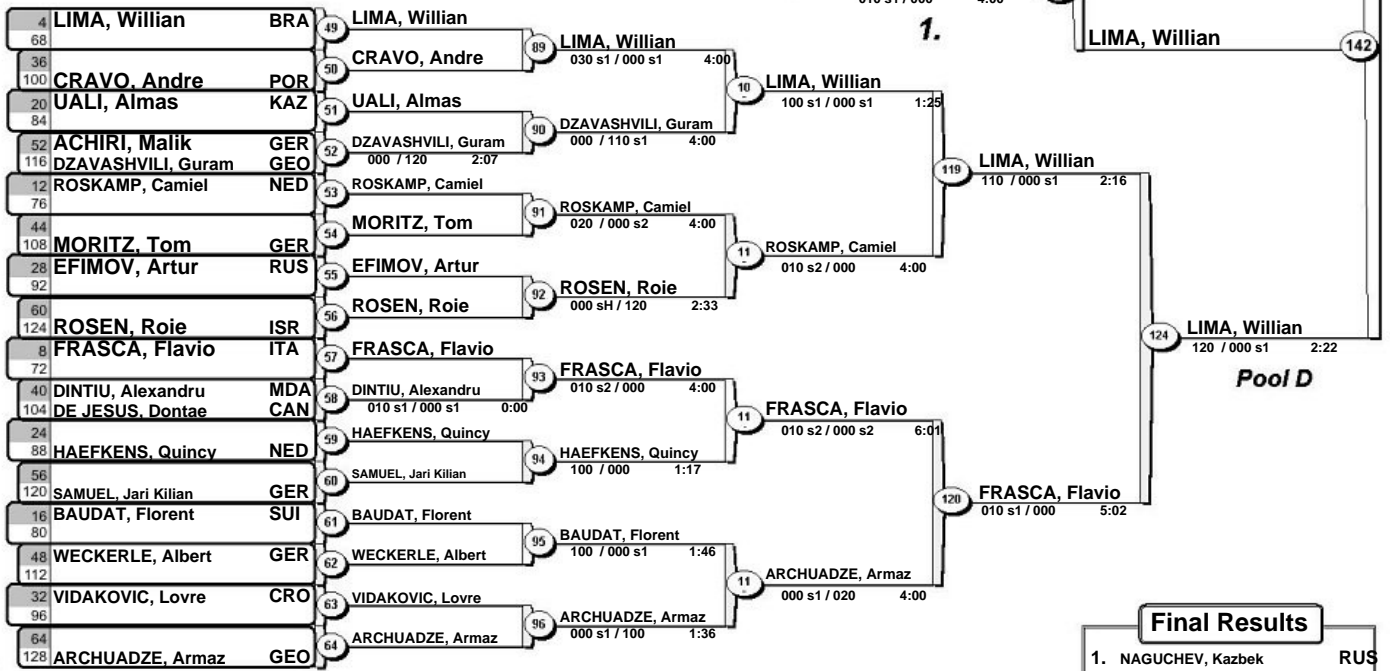 010 s1 / 000 4:00
1.
LIMA, Willian
142
4 LIMA, Willian BRA
68
36
100 CRAVO, Andre POR
20 UALI, Almas KAZ
84
52 ACHIRI, Malik GER
116 DZAVASHVILI, Guram GEO
12 ROSKAMP, Camiel NED
76
44
108 MORITZ, Tom GER
28 EFIMOV, Artur RUS
92
60
124 ROSEN, Roie ISR
8 FRASCA, Flavio ITA
72
40 DINTIU, Alexandru MDA
104 DE JESUS, Dontae CAN
24
88 HAEFKENS, Quincy NED
56
120 SAMUEL, Jari Kilian GER
16 BAUDAT, Florent SUI
80
48 WECKERLE, Albert GER
112
32 VIDAKOVIC, Lovre CRO
96
64
128 ARCHUADZE, Armaz GEO
49 LIMA, Willian
50 CRAVO, Andre
51 UALI, Almas
52 DZAVASHVILI, Guram
000 / 120 2:07
53 ROSKAMP, Camiel
54 MORITZ, Tom
55 EFIMOV, Artur
56 ROSEN, Roie
57 FRASCA, Flavio
58 DINTIU, Alexandru
010 s1 / 000 s1 0:00
59 HAEFKENS, Quincy
60 SAMUEL, Jari Kilian
61 BAUDAT, Florent
62 WECKERLE, Albert
63 VIDAKOVIC, Lovre
64 ARCHUADZE, Armaz
89 LIMA, Willian
030 s1 / 000 s1 4:00
90 DZAVASHVILI, Guram
000 / 110 s1 4:00
91 ROSKAMP, Camiel
020 / 000 s2 4:00
92 ROSEN, Roie
000 sH / 120 2:33
93 FRASCA, Flavio
010 s2 / 000 4:00
94 HAEFKENS, Quincy
100 / 000 1:17
95 BAUDAT, Florent
100 / 000 s1 1:46
96 ARCHUADZE, Armaz
000 s1 / 100 1:36
10 LIMA, Willian
100 s1 / 000 s1 1:25
11 ROSKAMP, Camiel
010 s2 / 000 4:00
11 FRASCA, Flavio
010 s2 / 000 s2 6:01
11 ARCHUADZE, Armaz
000 s1 / 020 4:00
119 LIMA, Willian
110 / 000 s1 2:16
120 FRASCA, Flavio
010 s1 / 000 5:02
124 LIMA, Willian
120 / 000 s1 2:22
Pool D
Final Results
1. NAGUCHEV, Kazbek RUS